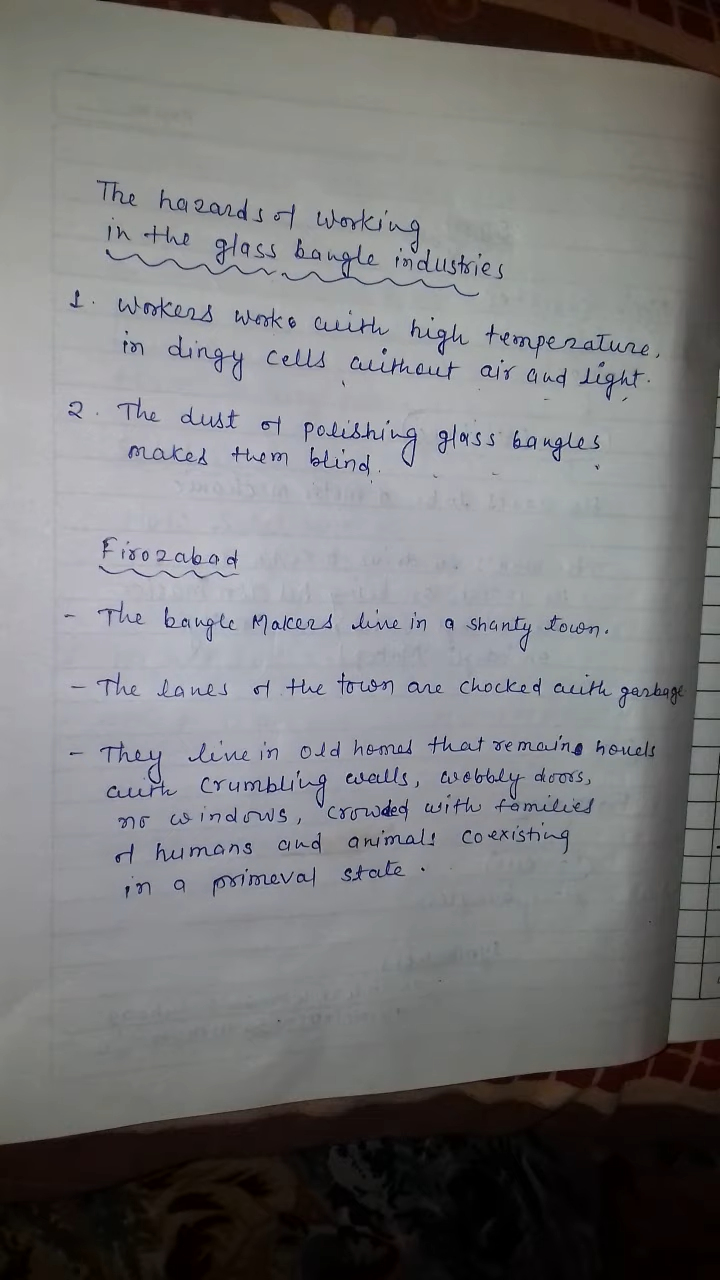 The hazards of working
in the glass bangle industries
1. Workers works with high temperature,
in dingy cells without air and light.
2. The dust of polishing glass bangles
makes them blind.
Firozabad
- The bangle Makers live in a shanty town.
- The lanes of the town are chocked with garbage
- They live in old homes that remains hovels
with crumbling walls, wobbly doors,
no windows, crowded with families
of humans and animals coexisting
in a primeval state.